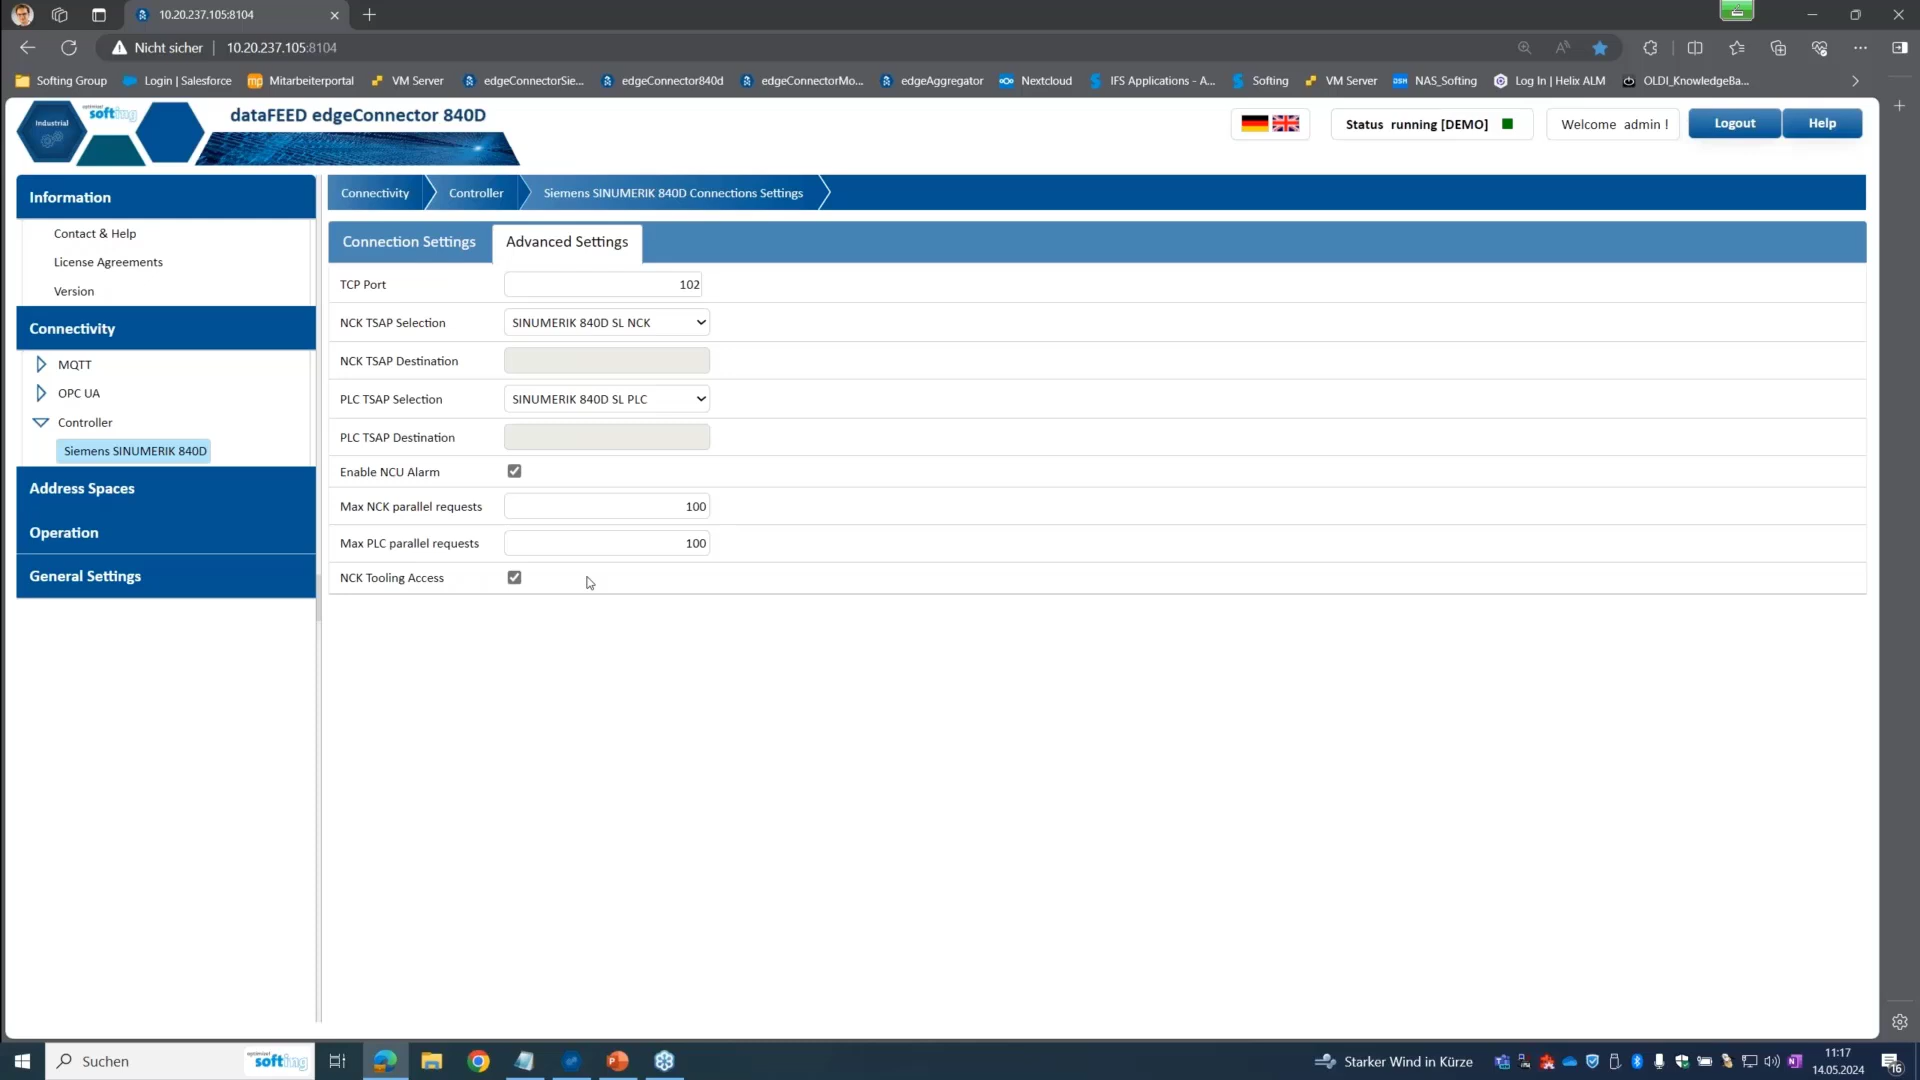 10.20.237.105:8104
Nicht sicher
10.20.237.105:8104
Softing Group
Login | Salesforce
Mitarbeiterportal
VM Server
edgeConnectorSie...
edgeConnector840d
edgeConnectorMo...
edgeAggregator
Nextcloud
IFS Applications - A...
Softing
VM Server
NAS_Softing
Log In | Helix ALM
OLDI_KnowledgeBa...
Industrial
optimize!
softing
dataFEED edgeConnector 840D
Status running [DEMO]
Welcome admin !
Logout
Help
Information
Contact & Help
License Agreements
Version
Connectivity
MQTT
OPC UA
Controller
Siemens SINUMERIK 840D
Address Spaces
Operation
General Settings
Connectivity
Controller
Siemens SINUMERIK 840D Connections Settings
Connection Settings
Advanced Settings
TCP Port 102
NCK TSAP Selection SINUMERIK 840D SL NCK
NCK TSAP Destination
PLC TSAP Selection SINUMERIK 840D SL PLC
PLC TSAP Destination
Enable NCU Alarm
Max NCK parallel requests 100
Max PLC parallel requests 100
NCK Tooling Access
Suchen
optimize!
softing
Starker Wind in Kürze
11:17
14.05.2024
16